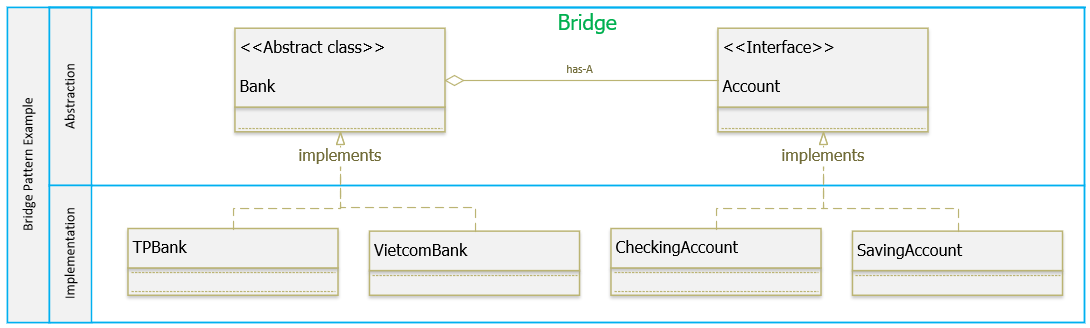 Bridge Pattern Example
Abstraction
Bridge
<<Abstract class>>
Bank
has-A
<<Interface>>
Account
implements
implements
Implementation
TPBank
VietcomBank
CheckingAccount
SavingAccount